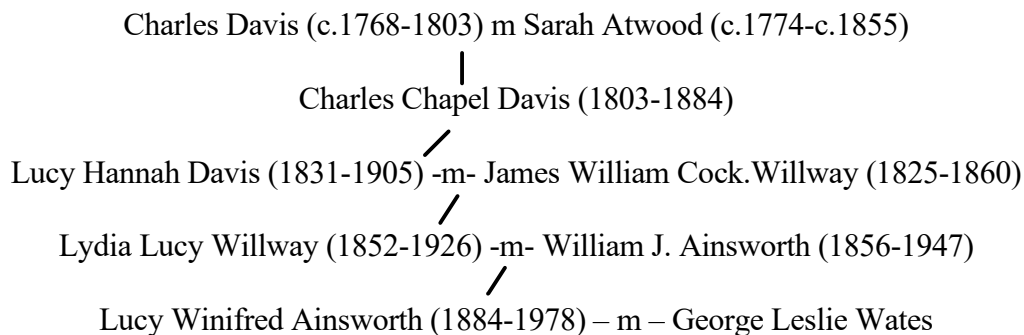 Charles Davis (c.1768-1803) m Sarah Atwood (c.1774-c.1855)
Charles Chapel Davis (1803-1884)
Lucy Hannah Davis (1831-1905) -m- James William Cock.Willway (1825-1860)
Lydia Lucy Willway (1852-1926) -m- William J. Ainsworth (1856-1947)
Lucy Winifred Ainsworth (1884-1978) – m – George Leslie Wates